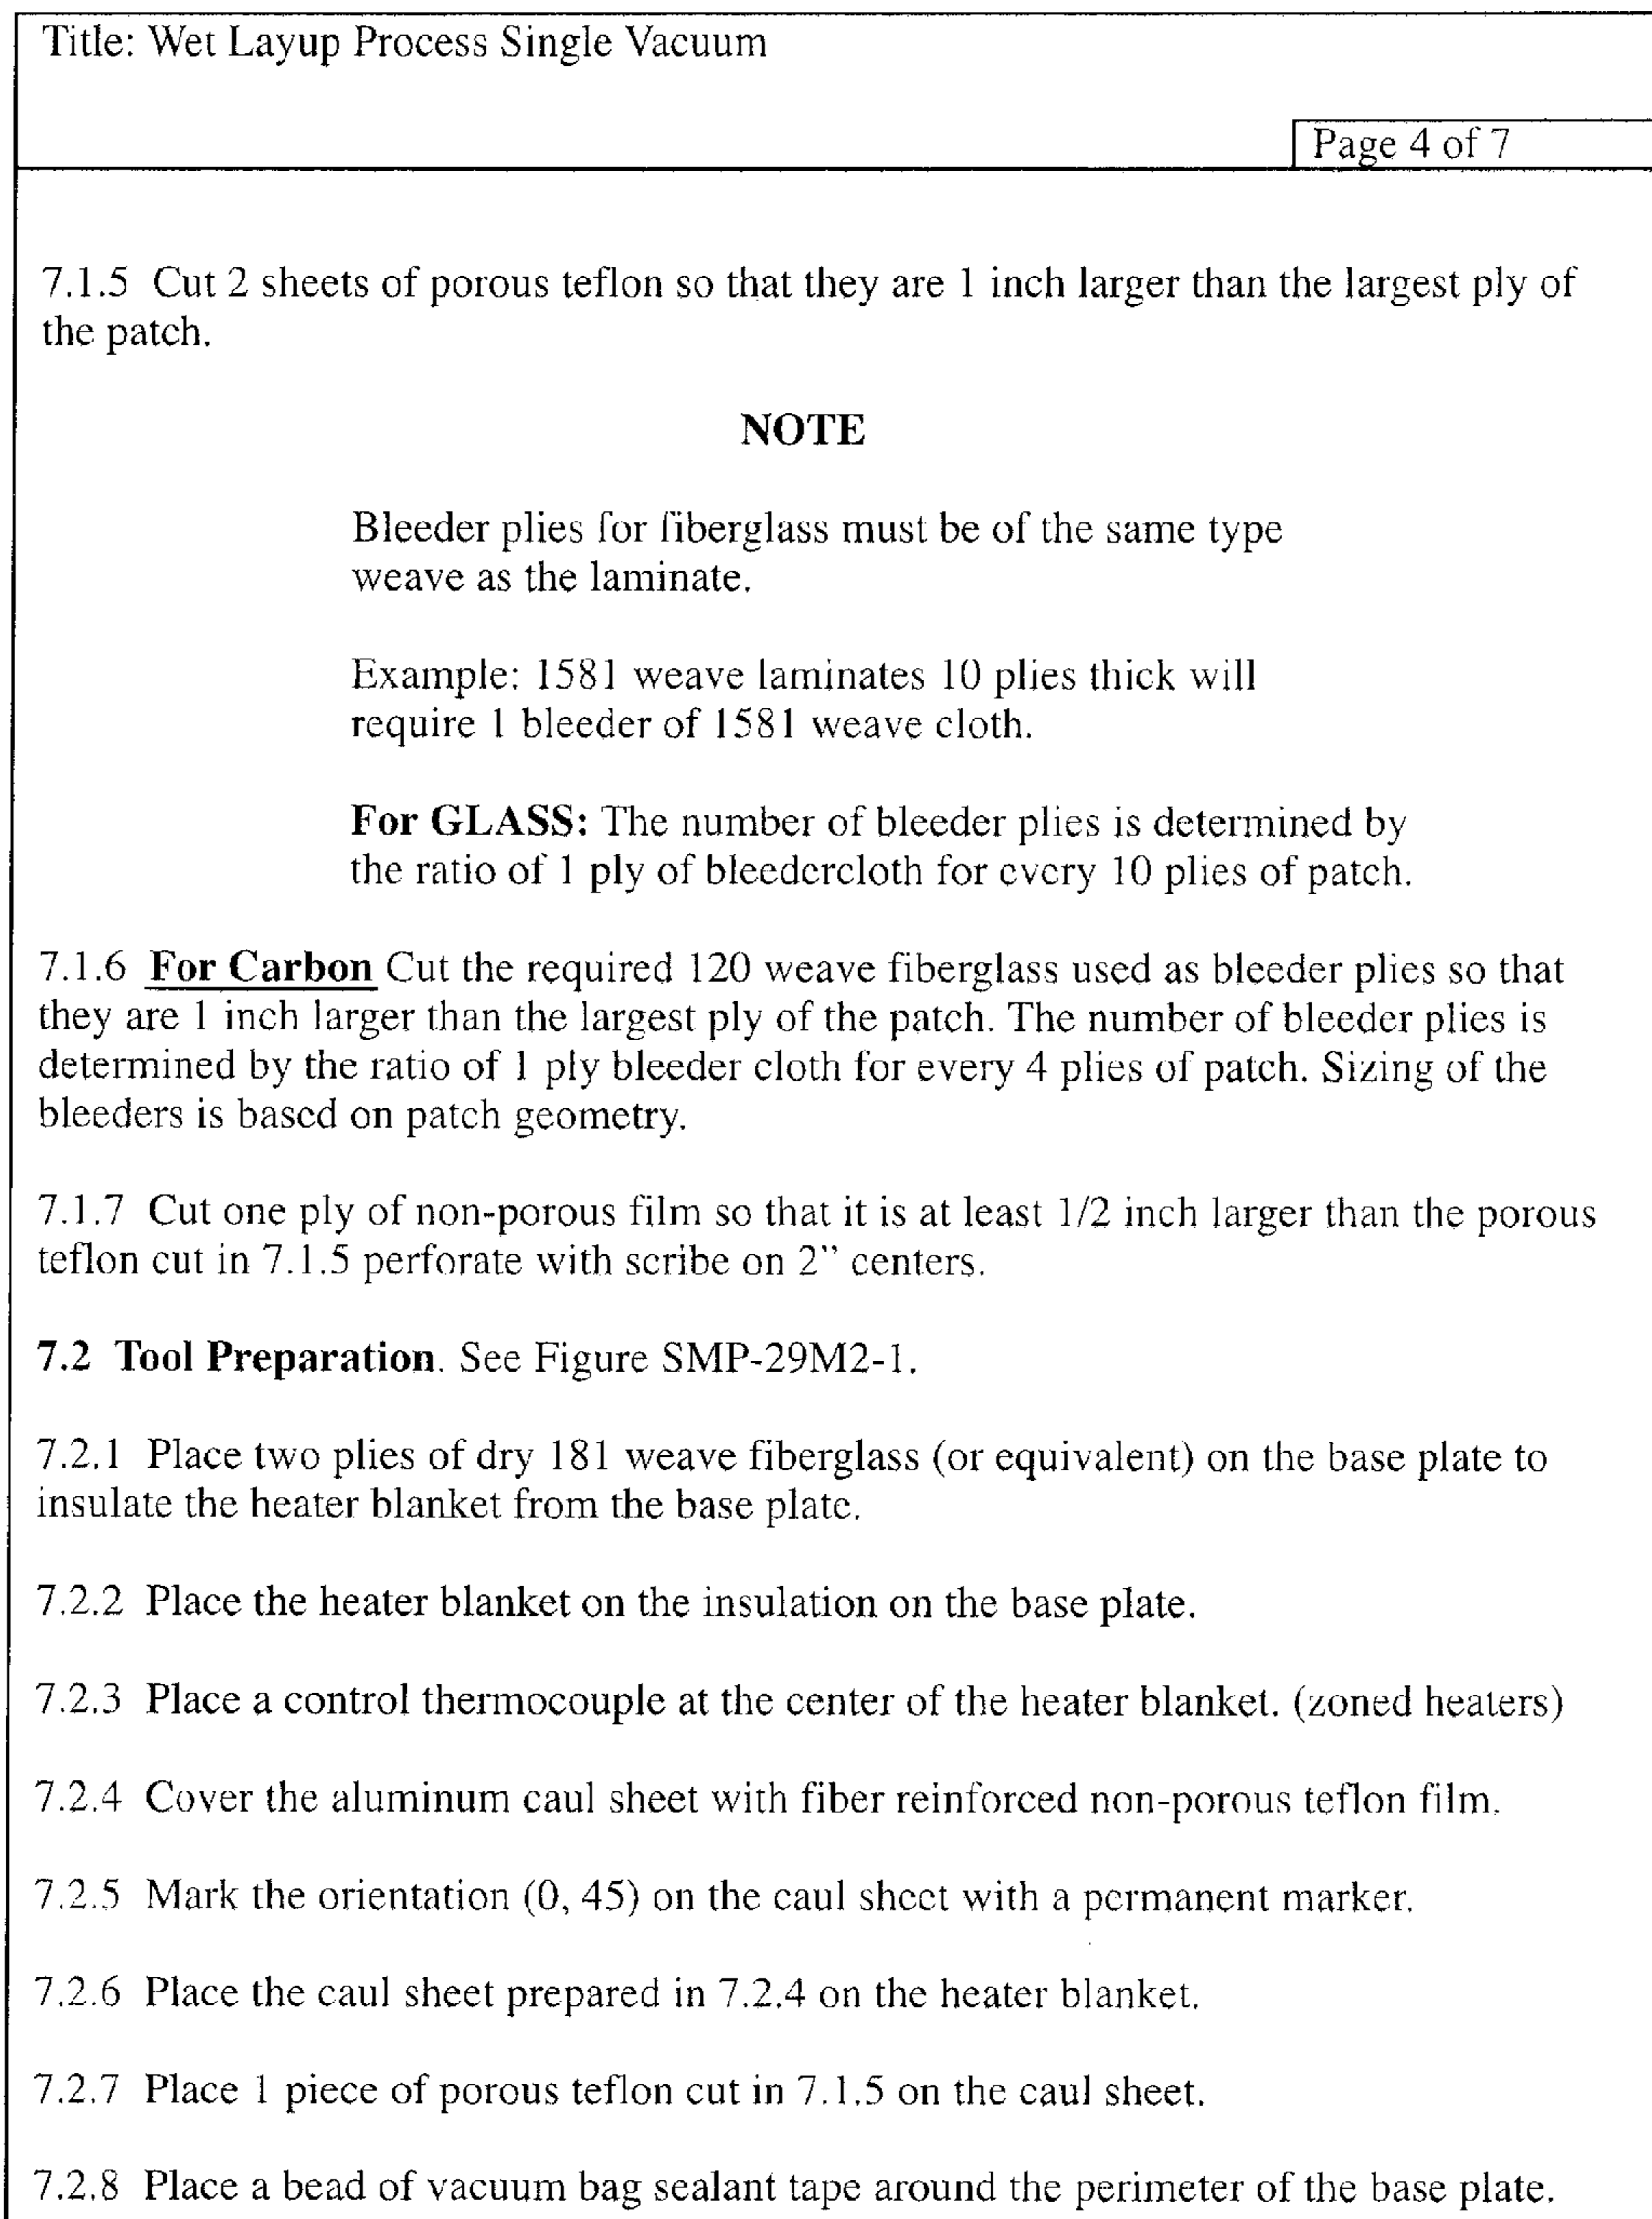 Title: Wet Layup Process Single Vacuum
Page 4 of 7
7.1.5 Cut 2 sheets of porous teflon so that they are 1 inch larger than the largest ply of
the patch.
NOTE
Bleeder plies for fiberglass must be of the same type
weave as the laminate.
Example: 1581 weave laminates 10 plies thick will
require 1 bleeder of 1581 weave cloth.
For GLASS: The number of bleeder plies is determined by
the ratio of 1 ply of bleedercloth for every 10 plies of patch.
7.1.6 For Carbon Cut the required 120 weave fiberglass used as bleeder plies so that
they are 1 inch larger than the largest ply of the patch. The number of bleeder plies is
determined by the ratio of 1 ply bleeder cloth for every 4 plies of patch. Sizing of the
bleeders is based on patch geometry.
7.1.7 Cut one ply of non-porous film so that it is at least 1/2 inch larger than the porous
teflon cut in 7.1.5 perforate with scribe on 2” centers.
7.2 Tool Preparation. See Figure SMP-29M2-1.
7.2.1 Place two plies of dry 181 weave fiberglass (or equivalent) on the base plate to
insulate the heater blanket from the base plate.
7.2.2 Place the heater blanket on the insulation on the base plate.
7.2.3 Place a control thermocouple at the center of the heater blanket. (zoned heaters)
7.2.4 Cover the aluminum caul sheet with fiber reinforced non-porous teflon film.
7.2.5 Mark the orientation (0, 45) on the caul sheet with a permanent marker.
7.2.6 Place the caul sheet prepared in 7.2.4 on the heater blanket.
7.2.7 Place 1 piece of porous teflon cut in 7.1.5 on the caul sheet.
7.2.8 Place a bead of vacuum bag sealant tape around the perimeter of the base plate.